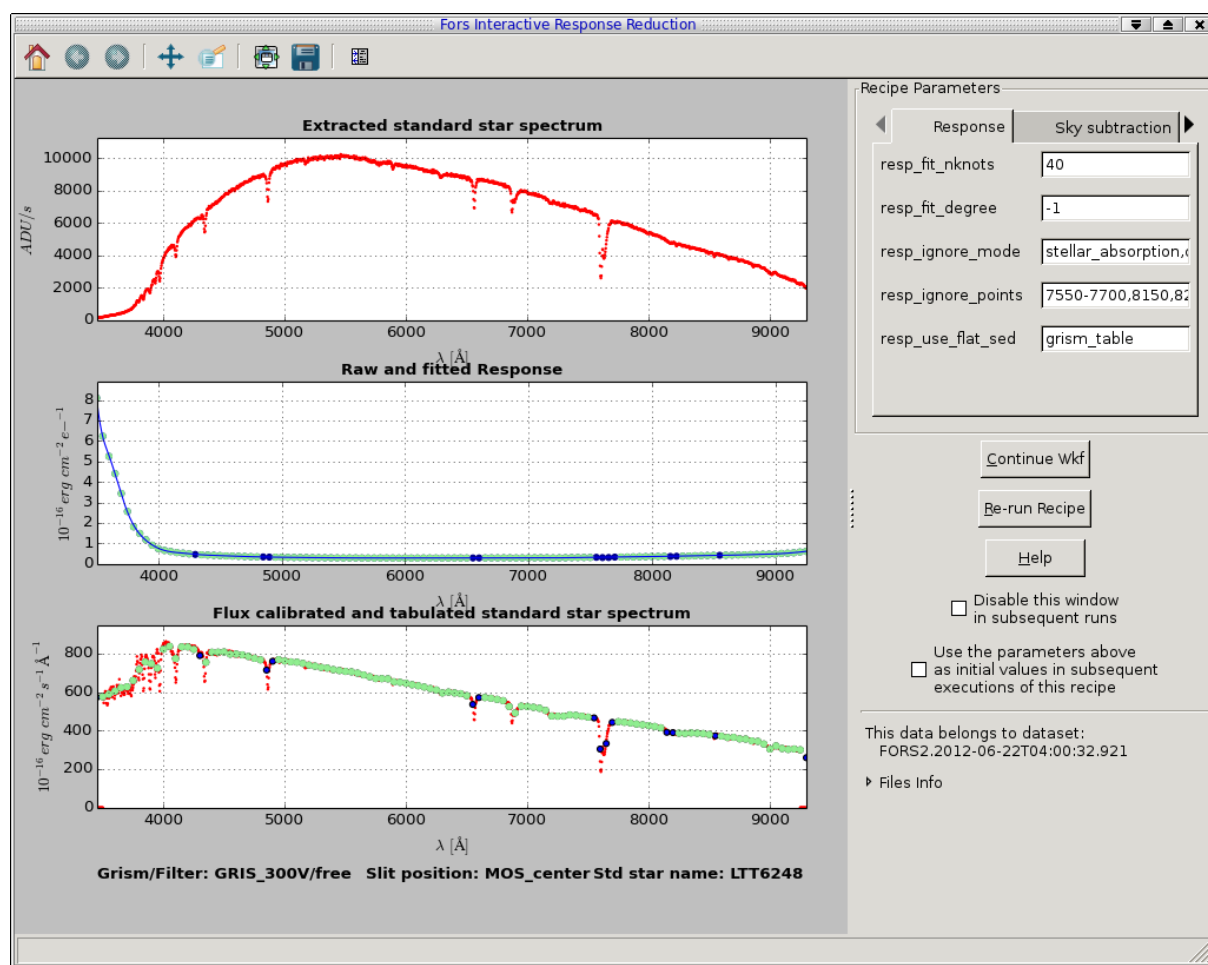 Fors Interactive Response Reduction
Extracted standard star spectrum
10000
8000
6000
4000
2000
0
ADU/s
4000 5000 6000 7000 8000 9000
λ [Å]
Raw and fitted Response
8
7
6
5
4
3
2
1
0
10⁻¹⁶ erg cm⁻² e−⁻¹
4000 5000 6000 7000 8000 9000
λ [Å]
Flux calibrated and tabulated standard star spectrum
800
600
400
200
0
10⁻¹⁶ erg cm⁻² s⁻¹ Å⁻¹
4000 5000 6000 7000 8000 9000
λ [Å]
Grism/Filter: GRIS_300V/free Slit position: MOS_center Std star name: LTT6248
Recipe Parameters
Response Sky subtraction
resp_fit_nknots 40
resp_fit_degree -1
resp_ignore_mode stellar_absorption,
resp_ignore_points 7550-7700,8150,82
resp_use_flat_sed grism_table
Continue Wkf
Re-run Recipe
Help
Disable this window
in subsequent runs
Use the parameters above
as initial values in subsequent
executions of this recipe
This data belongs to dataset:
FORS2.2012-06-22T04:00:32.921
Files Info